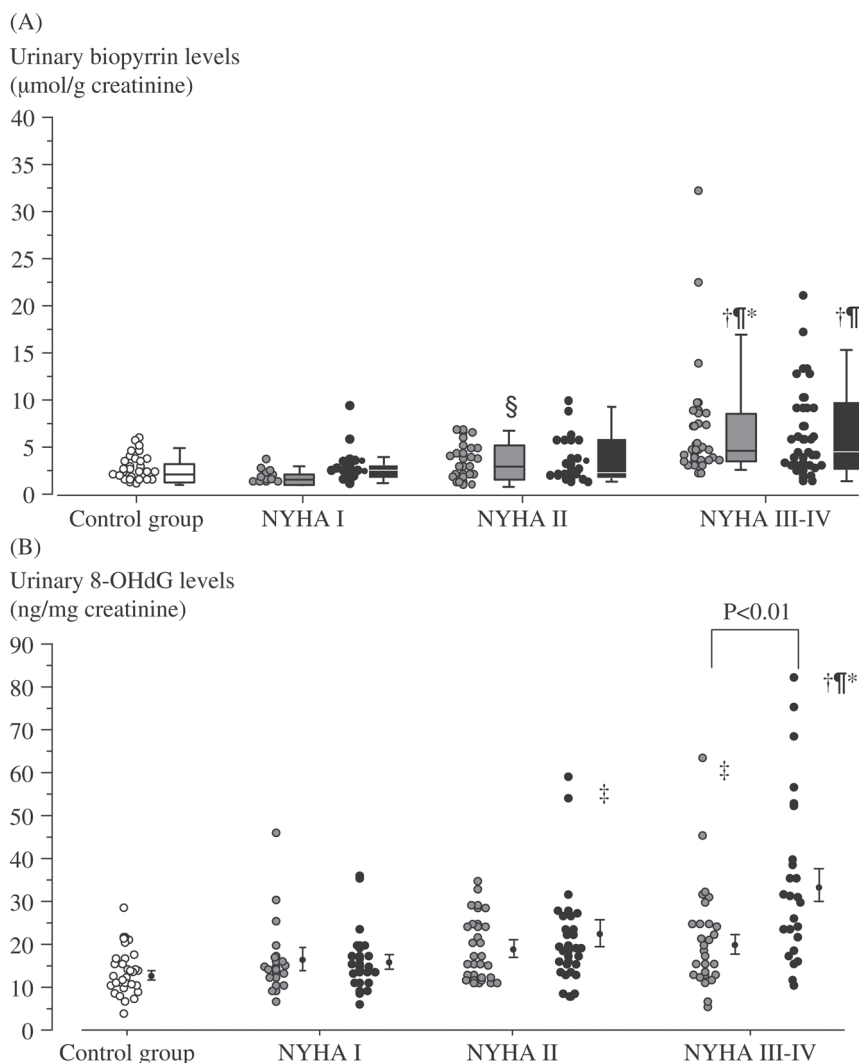 (A)
Urinary biopyrrin levels
(μmol/g creatinine)
40
35
30
25
20
15
10
5
0
†¶*
†¶
§
Control group NYHA I NYHA II NYHA III-IV
(B)
Urinary 8-OHdG levels
(ng/mg creatinine)
P<0.01
90
80
70
60
50
40
30
20
10
0
†¶*
‡
‡
Control group NYHA I NYHA II NYHA III-IV